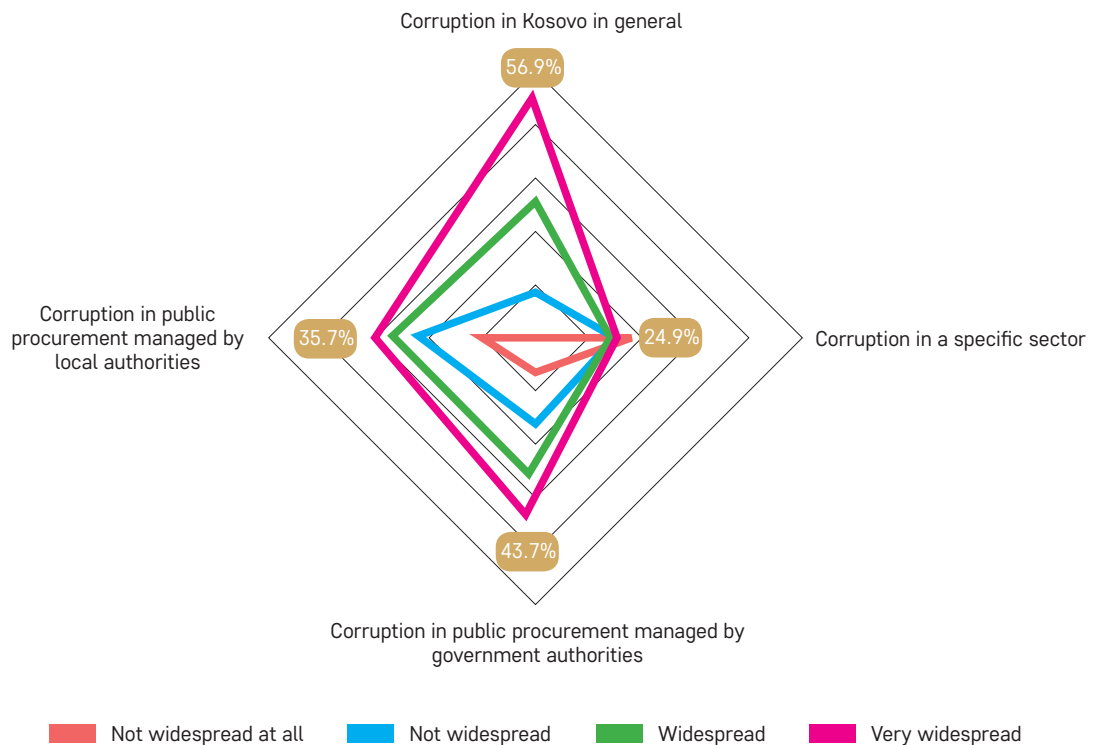 Corruption in Kosovo in general
56.9%
Corruption in public
procurement managed by
local authorities
35.7%
24.9%
Corruption in a specific sector
43.7%
Corruption in public procurement managed by
government authorities
Not widespread at all
Not widespread
Widespread
Very widespread